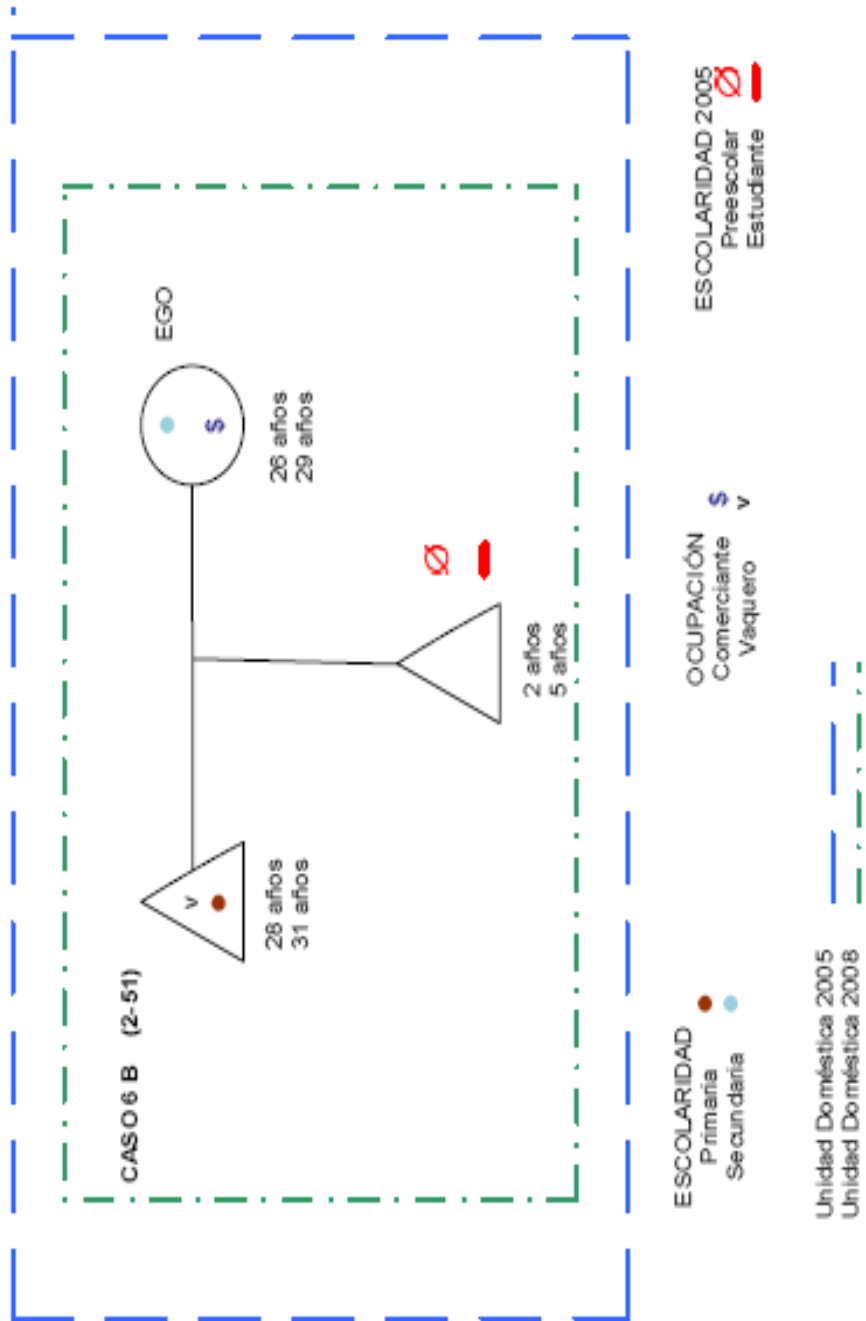 CASO 6 B (2-51)
EGO
v
$
28 años
31 años
26 años
29 años
Ø
2 años
5 años
ESCOLARIDAD
Primaria
Secundaria
OCUPACIÓN
Comerciante $
Vaquero v
ESCOLARIDAD 2005
Preescolar Ø
Estudiante
Unidad Doméstica 2005
Unidad Doméstica 2008